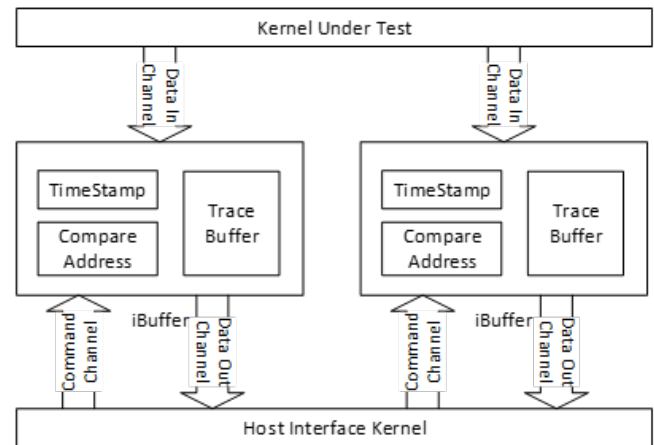 Kernel Under Test
Data In
Channel
Data In
Channel
TimeStamp
Compare
Address
Trace
Buffer
TimeStamp
Compare
Address
Trace
Buffer
iBuffer
iBuffer
Command
Channel
Data Out
Channel
Command
Channel
Data Out
Channel
Host Interface Kernel